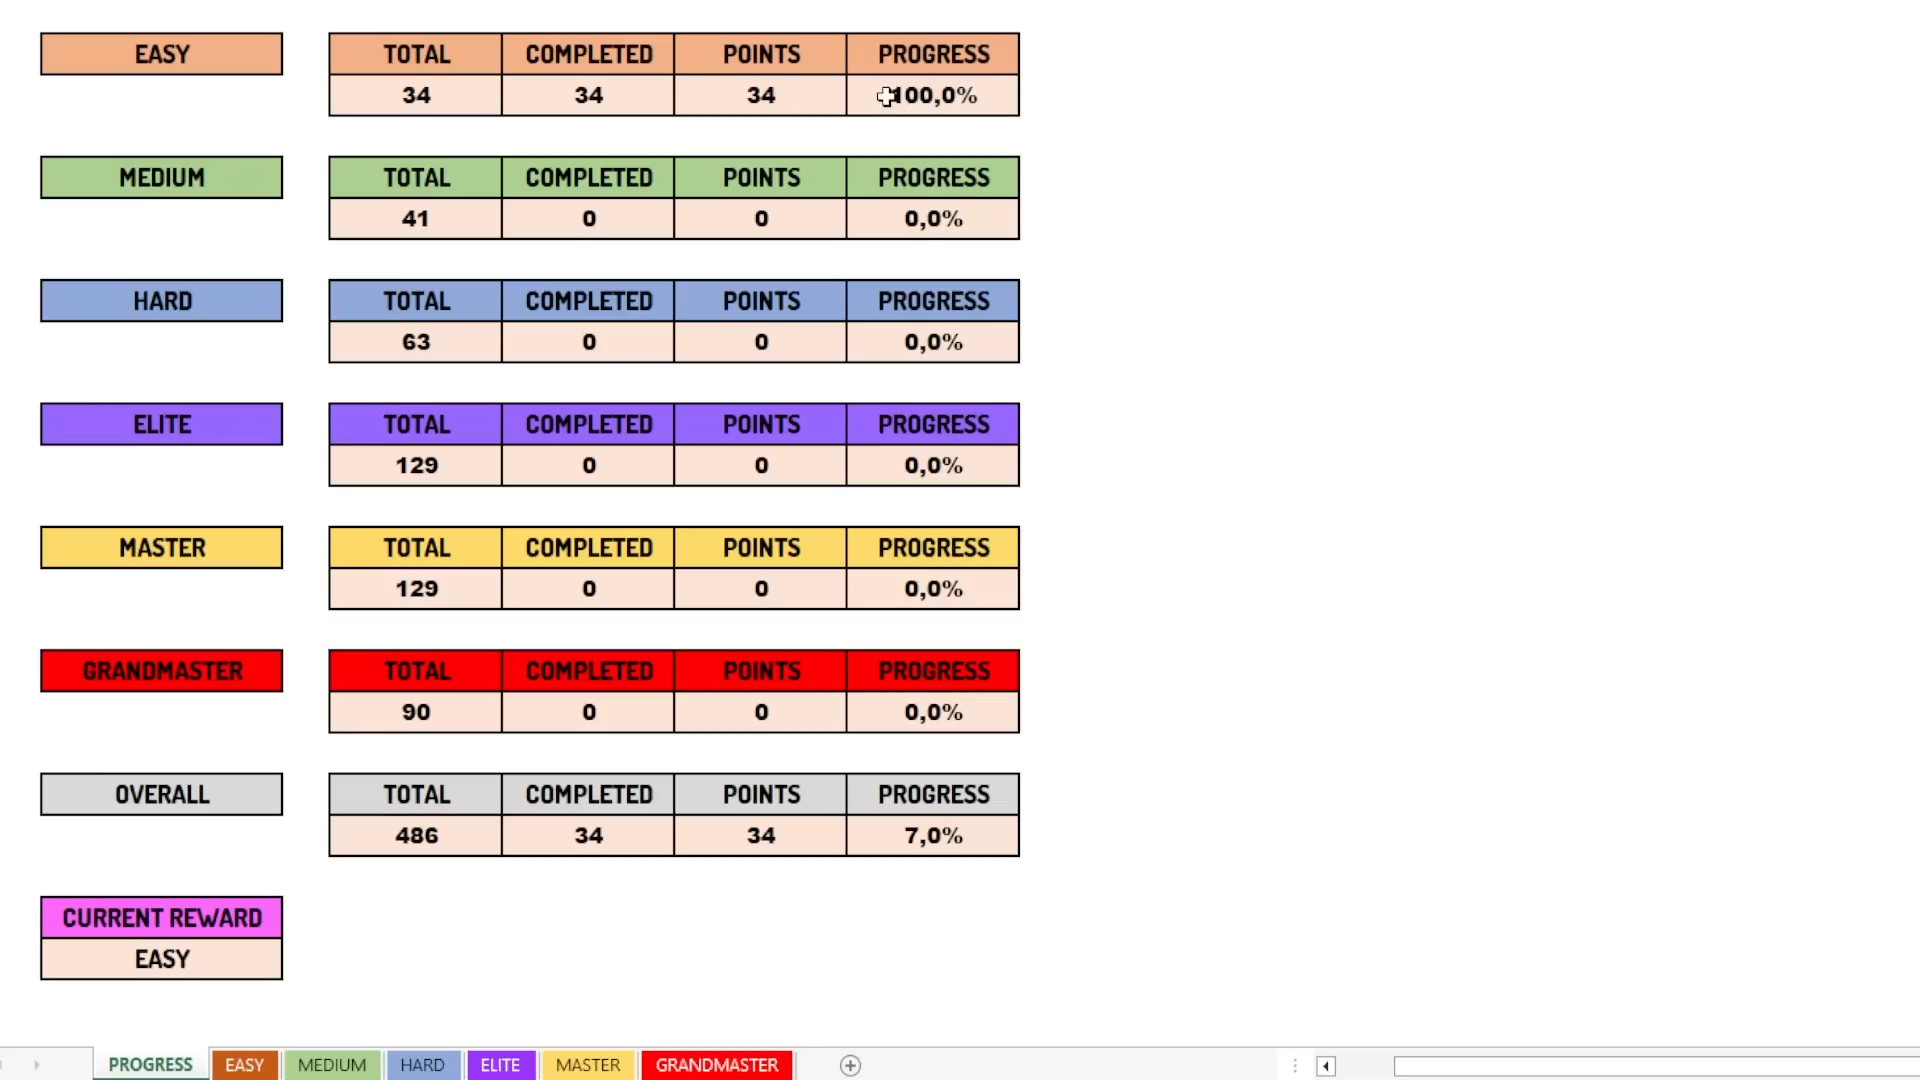 EASY TOTAL COMPLETED POINTS PROGRESS
34 34 34 100,0%
MEDIUM TOTAL COMPLETED POINTS PROGRESS
41 0 0 0,0%
HARD TOTAL COMPLETED POINTS PROGRESS
63 0 0 0,0%
ELITE TOTAL COMPLETED POINTS PROGRESS
129 0 0 0,0%
MASTER TOTAL COMPLETED POINTS PROGRESS
129 0 0 0,0%
GRANDMASTER TOTAL COMPLETED POINTS PROGRESS
90 0 0 0,0%
OVERALL TOTAL COMPLETED POINTS PROGRESS
486 34 34 7,0%
CURRENT REWARD
EASY
PROGRESS EASY MEDIUM HARD ELITE MASTER GRANDMASTER